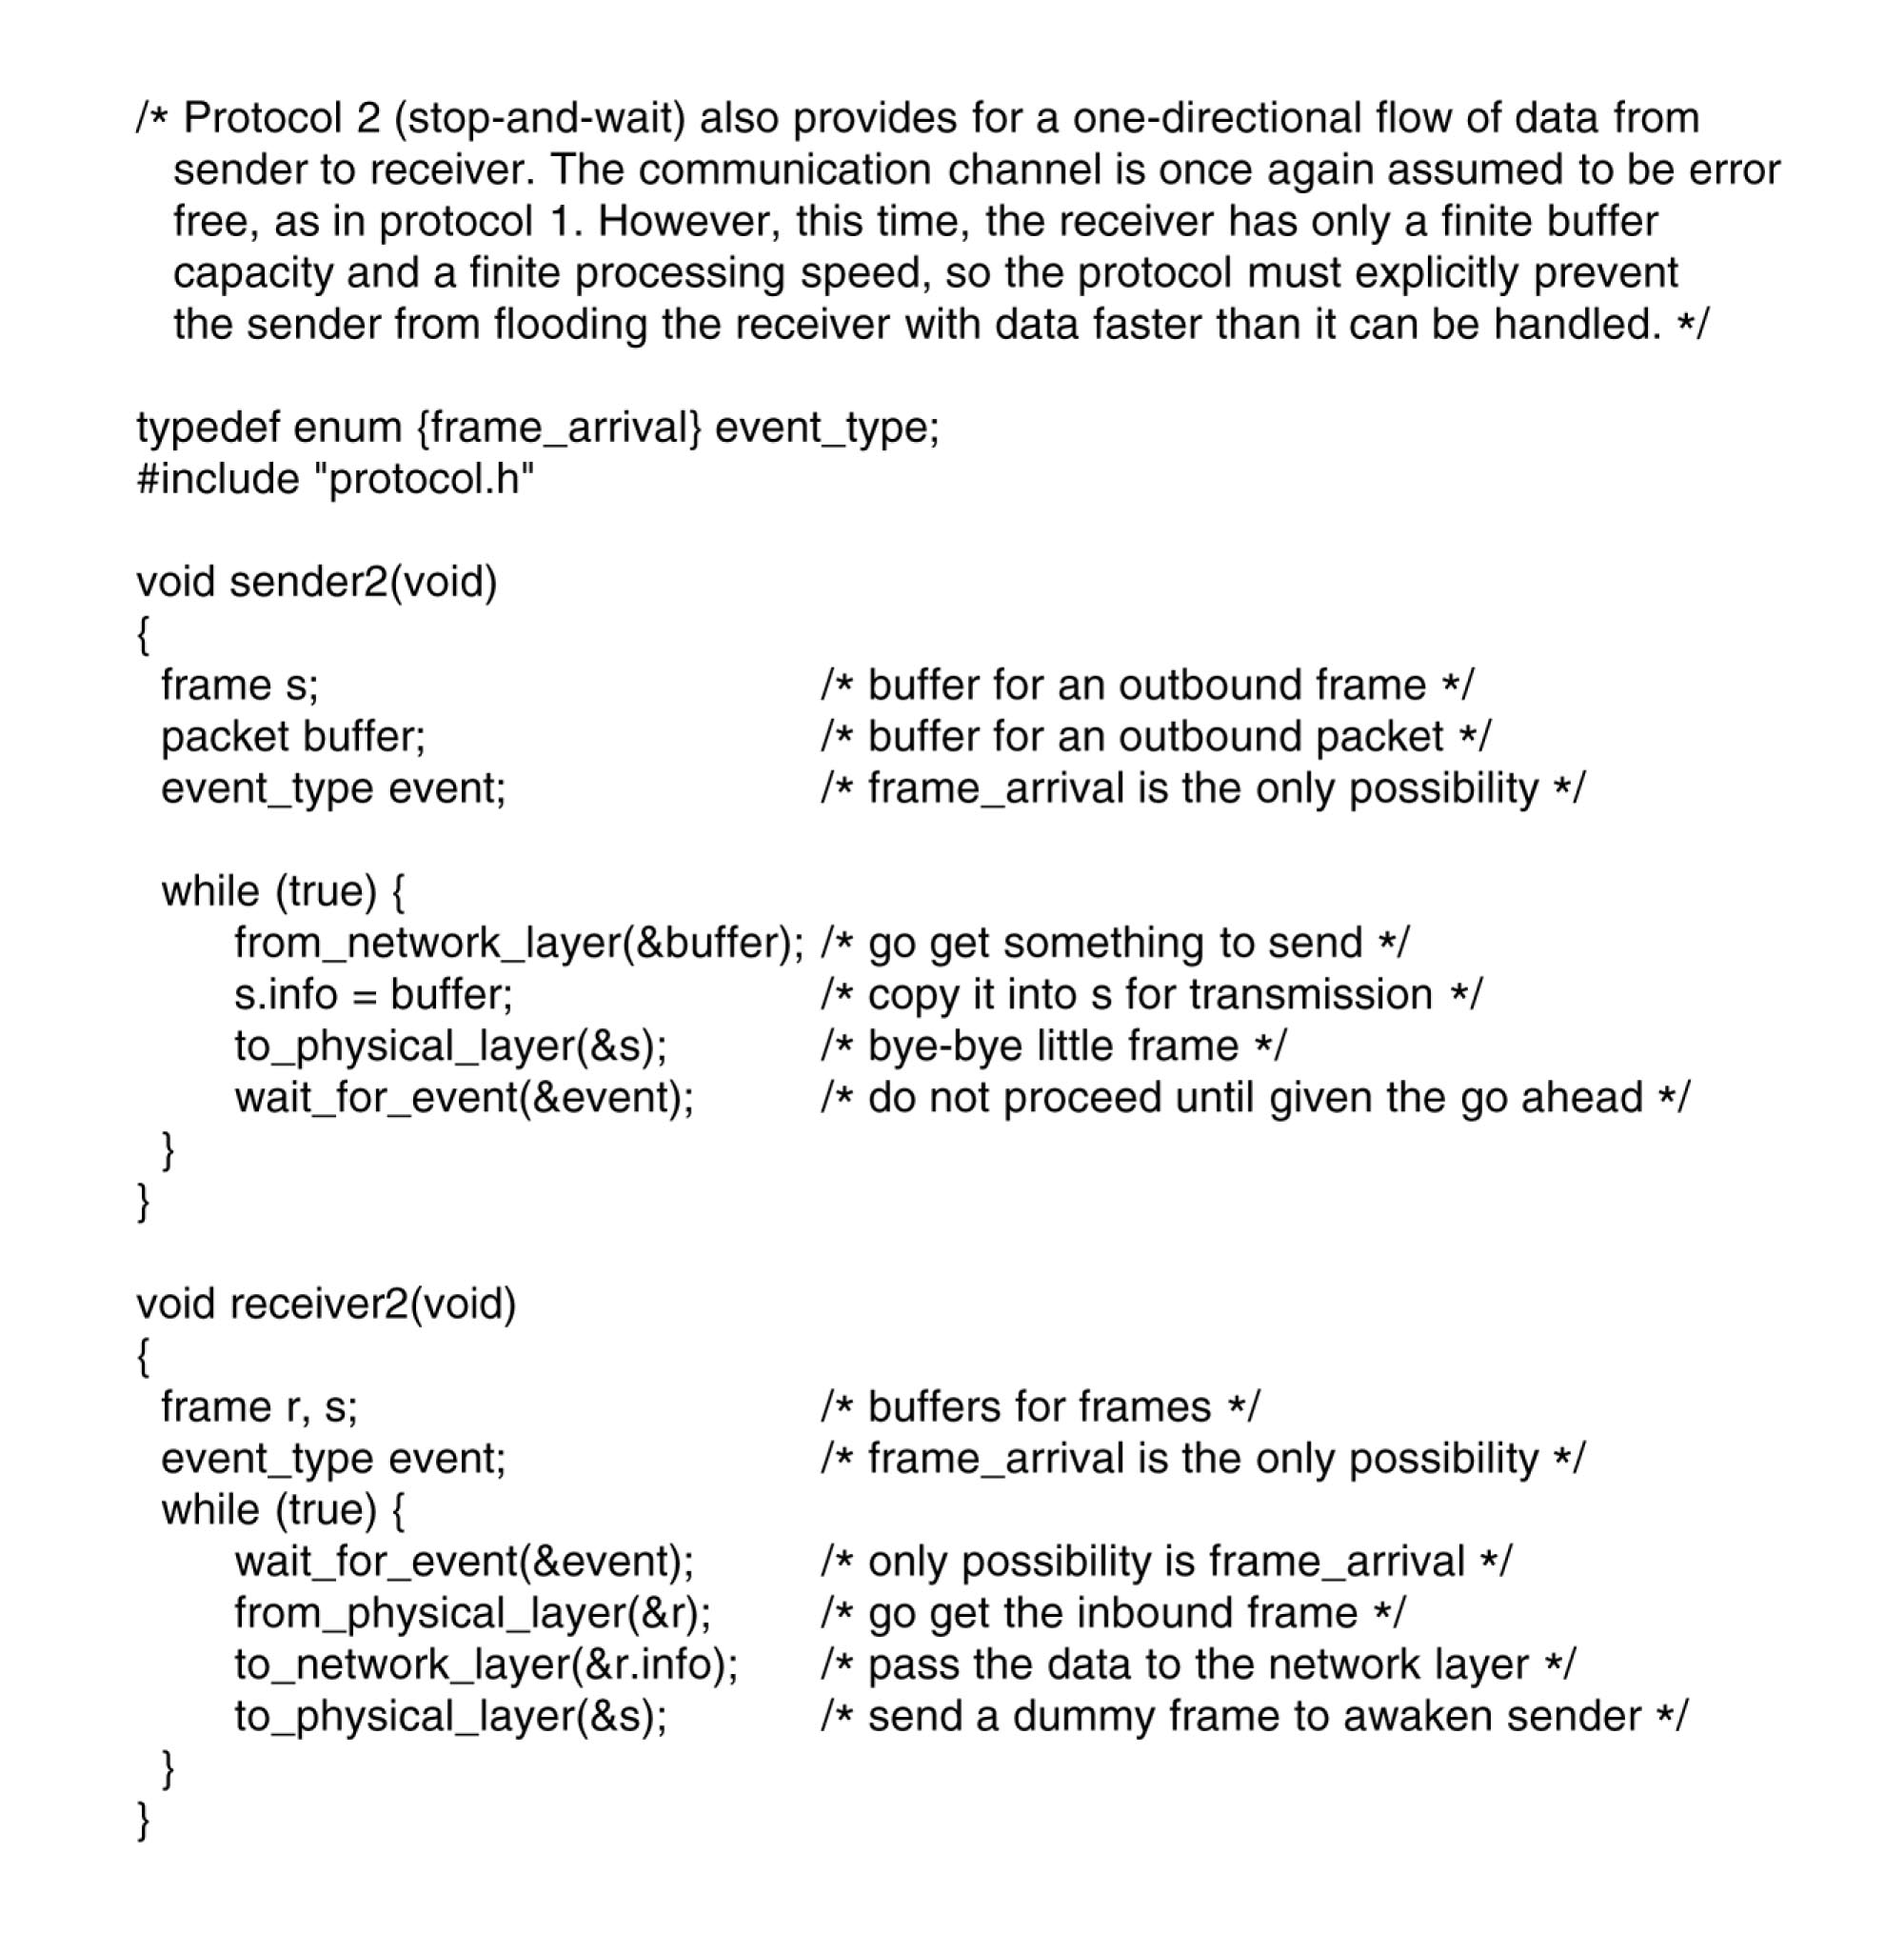 /* Protocol 2 (stop-and-wait) also provides for a one-directional flow of data from
sender to receiver. The communication channel is once again assumed to be error
free, as in protocol 1. However, this time, the receiver has only a finite buffer
capacity and a finite processing speed, so the protocol must explicitly prevent
the sender from flooding the receiver with data faster than it can be handled. */
typedef enum {frame_arrival} event_type;
#include "protocol.h"
void sender2(void)
{
frame s; /* buffer for an outbound frame */
packet buffer; /* buffer for an outbound packet */
event_type event; /* frame_arrival is the only possibility */
while (true) {
from_network_layer(&buffer); /* go get something to send */
s.info = buffer; /* copy it into s for transmission */
to_physical_layer(&s); /* bye-bye little frame */
wait_for_event(&event); /* do not proceed until given the go ahead */
}
}
void receiver2(void)
{
frame r, s; /* buffers for frames */
event_type event; /* frame_arrival is the only possibility */
while (true) {
wait_for_event(&event); /* only possibility is frame_arrival */
from_physical_layer(&r); /* go get the inbound frame */
to_network_layer(&r.info); /* pass the data to the network layer */
to_physical_layer(&s); /* send a dummy frame to awaken sender */
}
}